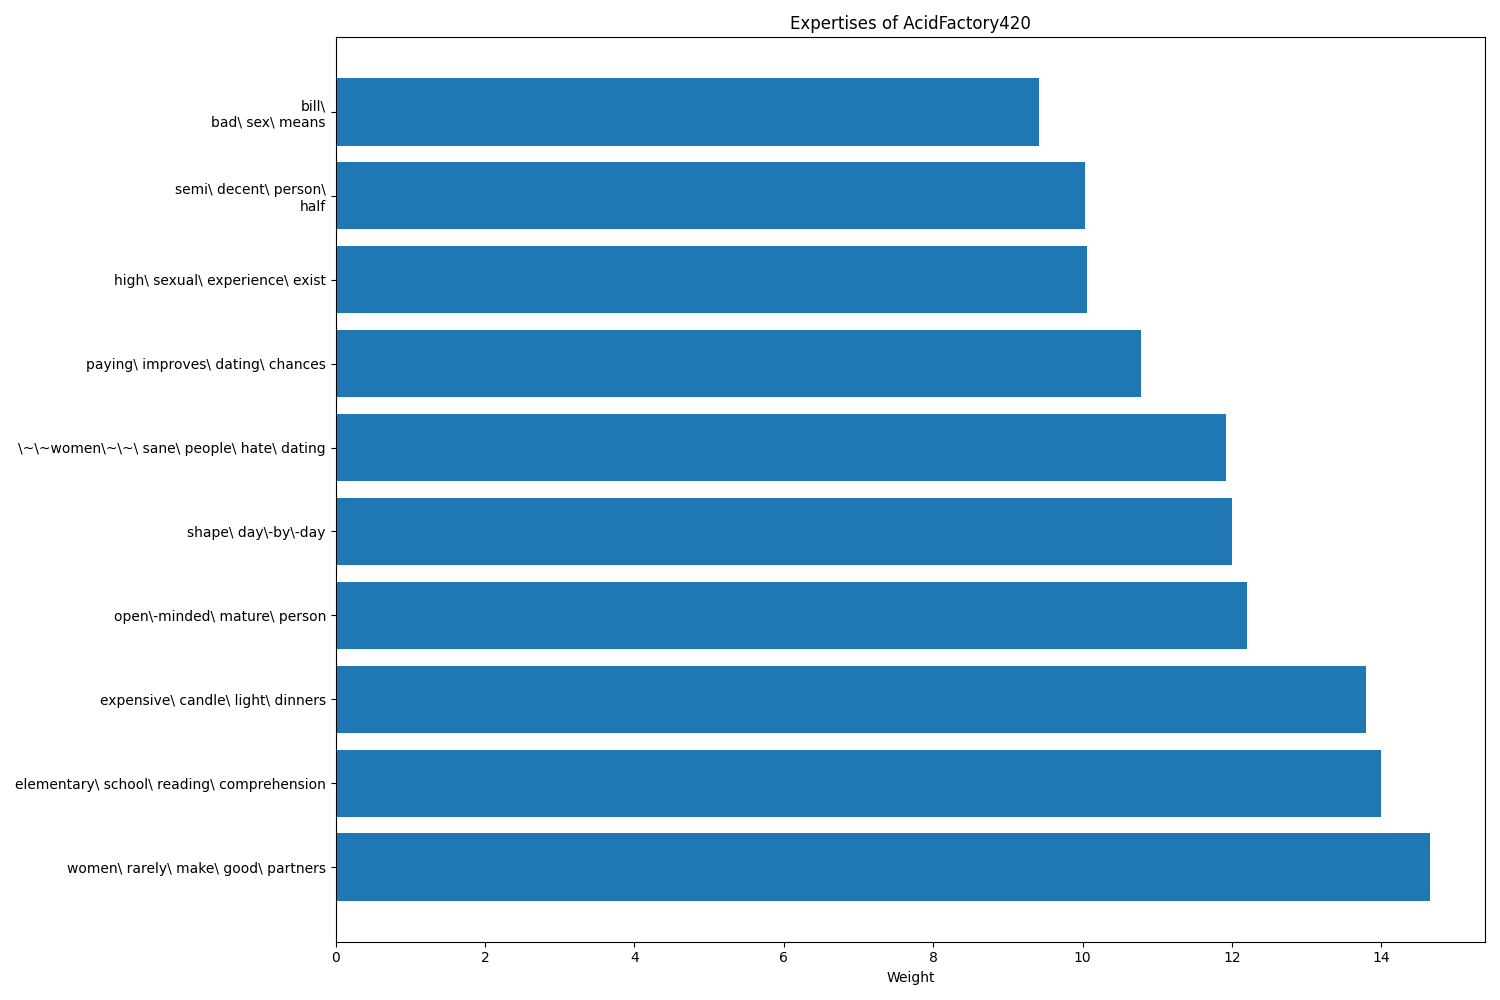 Expertises of AcidFactory420
bill\
bad\ sex\ means
semi\ decent\ person\
half
high\ sexual\ experience\ exist
paying\ improves\ dating\ chances
\~\~women\~\~\ sane\ people\ hate\ dating
shape\ day\-by\-day
open\-minded\ mature\ person
expensive\ candle\ light\ dinners
elementary\ school\ reading\ comprehension
women\ rarely\ make\ good\ partners
0 2 4 6 8 10 12 14
Weight